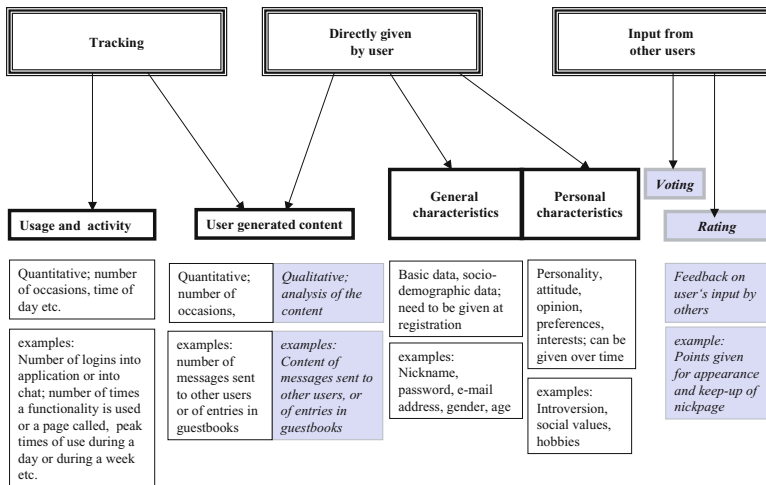 Tracking
Directly given
by user
Input from
other users
Usage and activity
User generated content
General
characteristics
Personal
characteristics
Voting
Rating
Quantitative; number
of occasions, time of
day etc.
examples:
Number of logins into
application or into
chat; number of times
a functionality is used
or a page called, peak
times of use during a
day or during a week
etc.
Quantitative;
number of
occasions,
examples:
number of
messages sent
to other users
or of entries in
guestbooks
Qualitative;
analysis of the
content
examples:
Content of
messages sent to
other users, or
of entries in
guestbooks
Basic data, socio-
demographic data;
need to be given at
registration
examples:
Nickname,
password, e-mail
address, gender, age
Personality,
attitude,
opinion,
preferences,
interests; can be
given over time
examples:
Introversion,
social values,
hobbies
Feedback on
user‘s input by
others
example:
Points given
for appearance
and keep-up of
nickpage